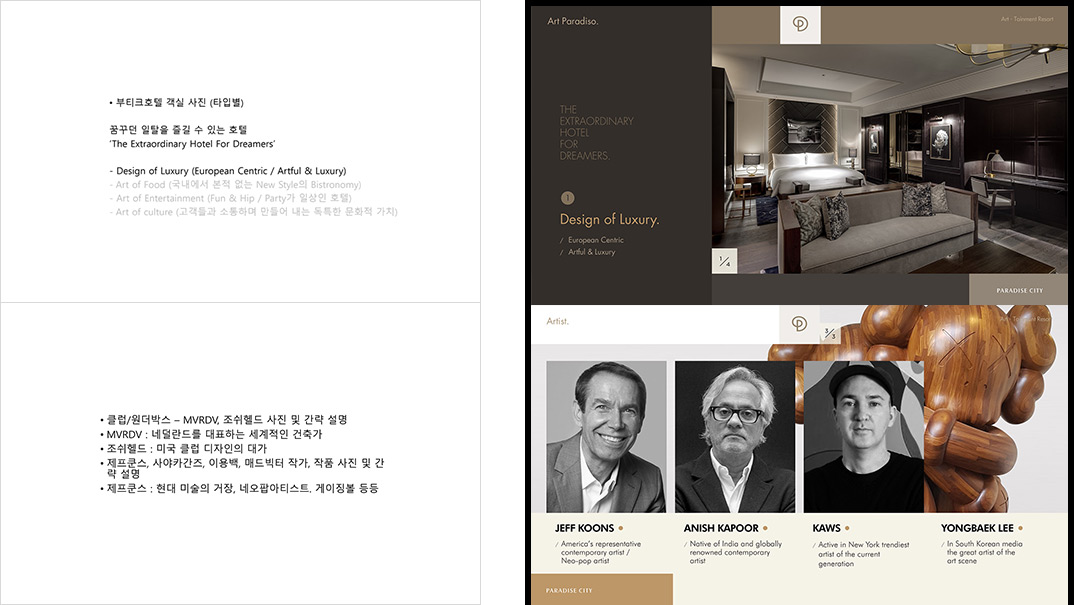 • 부티크호텔 객실 사진 (타입별)
꿈꾸던 일탈을 즐길 수 있는 호텔
'The Extraordinary Hotel For Dreamers'
- Design of Luxury (European Centric / Artful & Luxury)
- Art of Food (국내에서 본적 없는 New Style의 Bistronomy)
- Art of Entertainment (Fun & Hip / Party가 일상인 호텔)
- Art of culture (고객들과 소통하며 만들어 내는 독특한 문화적 가치)
• 클럽/원더박스 – MVRDV, 조쉬헬드 사진 및 간략 설명
• MVRDV : 네덜란드를 대표하는 세계적인 건축가
• 조쉬헬드 : 미국 클럽 디자인의 대가
• 제프쿤스, 사야카간즈, 이용백, 매드빅터 작가, 작품 사진 및 간
략 설명
• 제프쿤스 : 현대 미술의 거장, 네오팝아티스트. 게이징볼 등등
Art Paradiso.
Art - Tainment Resort
THE
EXTRAORDINARY
HOTEL
FOR
DREAMERS.
1
Design of Luxury.
/ European Centric
/ Artful & Luxury
1/4
PARADISE CITY
Artist.
3/3
JEFF KOONS
/ America's representative
contemporary artist /
Neo-pop artist
ANISH KAPOOR
/ Native of India and globally
renowned contemporary
artist
KAWS
/ Active in New York trendiest
artist of the current
generation
YONGBAEK LEE
/ In South Korean media
the great artist of the
art scene
PARADISE CITY